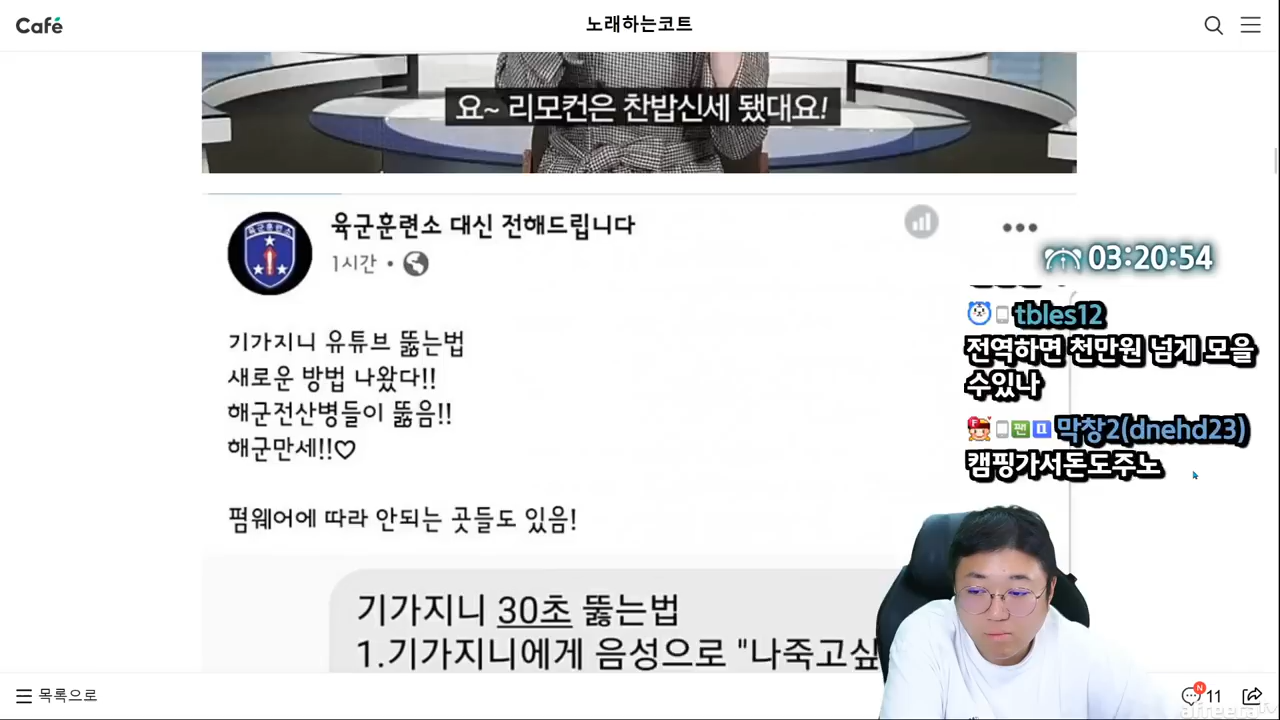 Café
노래하는코트
요~ 리모컨은 찬밥신세 됐대요!
육군훈련소
육군훈련소 대신 전해드립니다
1시간 •
03:20:54
tbles12
전역하면 천만원 넘게 모을
수있나
막창2(dnehd23)
캠핑가서돈도주노
기가지니 유튜브 뚫는법
새로운 방법 나왔다!!
해군전산병들이 뚫음!!
해군만세!!♡
펌웨어에 따라 안되는 곳들도 있음!
기가지니 30초 뚫는법
1.기가지니에게 음성으로 "나죽고싶
목록으로
N
11
afreecaTV